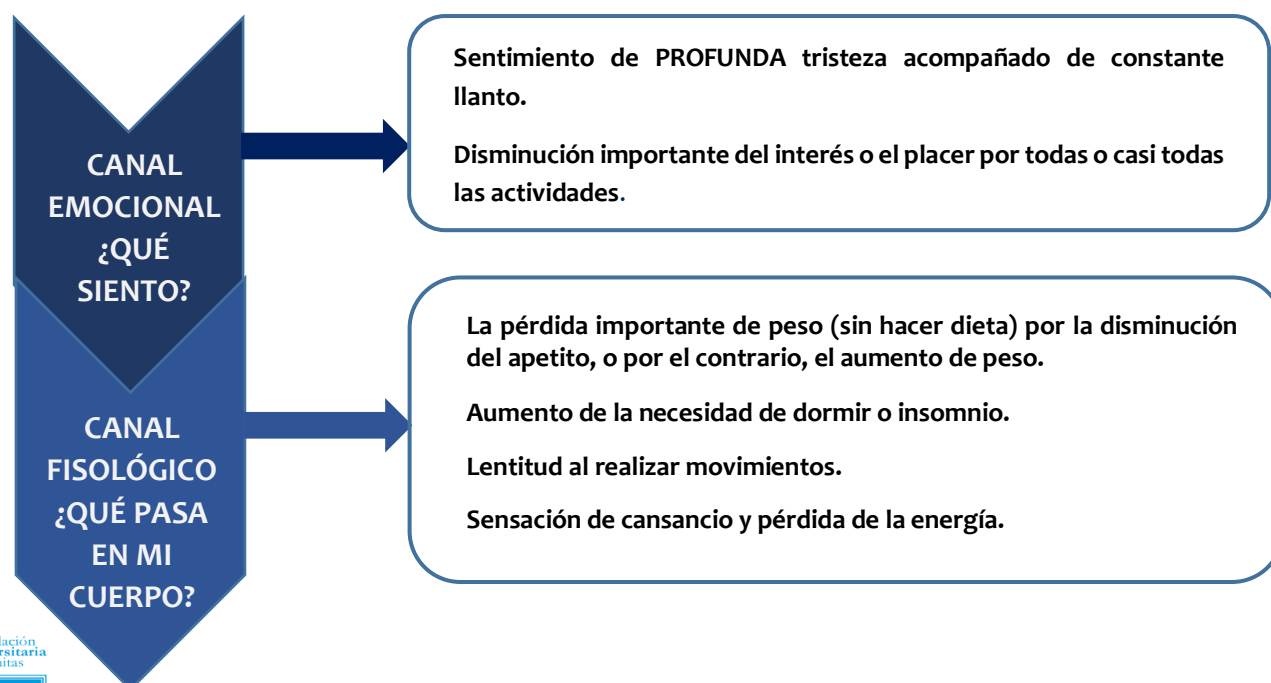 CANAL
EMOCIONAL
¿QUÉ
SIENTO?
Sentimiento de PROFUNDA tristeza acompañado de constante
llanto.
Disminución importante del interés o el placer por todas o casi todas
las actividades.
CANAL
FISOLÓGICO
¿QUÉ PASA
EN MI
CUERPO?
La pérdida importante de peso (sin hacer dieta) por la disminución
del apetito, o por el contrario, el aumento de peso.
Aumento de la necesidad de dormir o insomnio.
Lentitud al realizar movimientos.
Sensación de cansancio y pérdida de la energía.
lación
rsitaria
itas